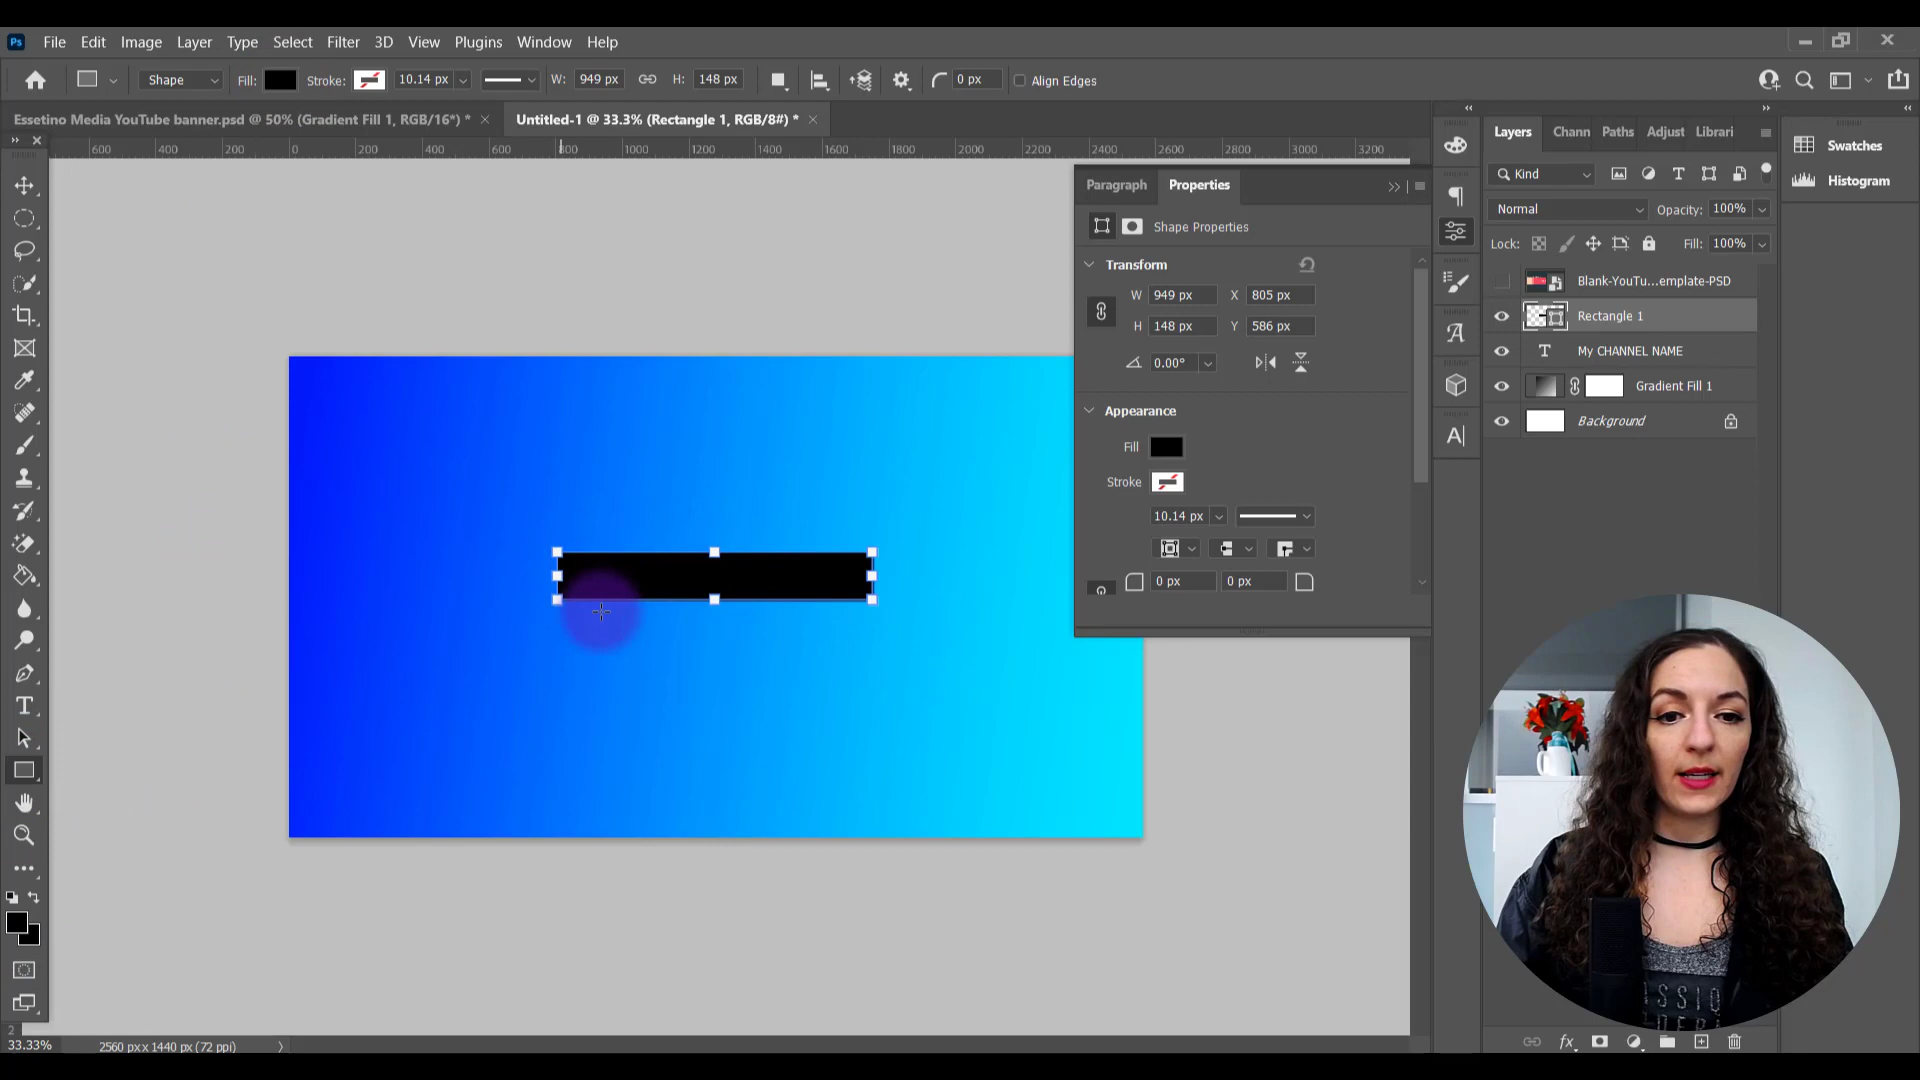 Ps File Edit Image Layer Type Select Filter 3D View Plugins Window Help
Shape Fill: Stroke: 10.14 px W: 949 px H: 148 px 0 px Align Edges
Essetino Media YouTube banner.psd @ 50% (Gradient Fill 1, RGB/16*) * Untitled-1 @ 33.3% (Rectangle 1, RGB/8#) *
600 400 200 0 200 400 600 800 1000 1200 1400 1600 1800 2000 2200 2400 2600 2800 3000 3200
Paragraph Properties
Shape Properties
Transform
W 949 px X 805 px
H 148 px Y 586 px
0.00°
Appearance
Fill
Stroke
10.14 px
0 px 0 px
Layers Chann Paths Adjust Librari
Kind
Normal Opacity: 100%
Lock: Fill: 100%
Blank-YouTu...emplate-PSD
Rectangle 1
My CHANNEL NAME
Gradient Fill 1
Background
Swatches
Histogram
2
33.33% 2560 px x 1440 px (72 ppi)